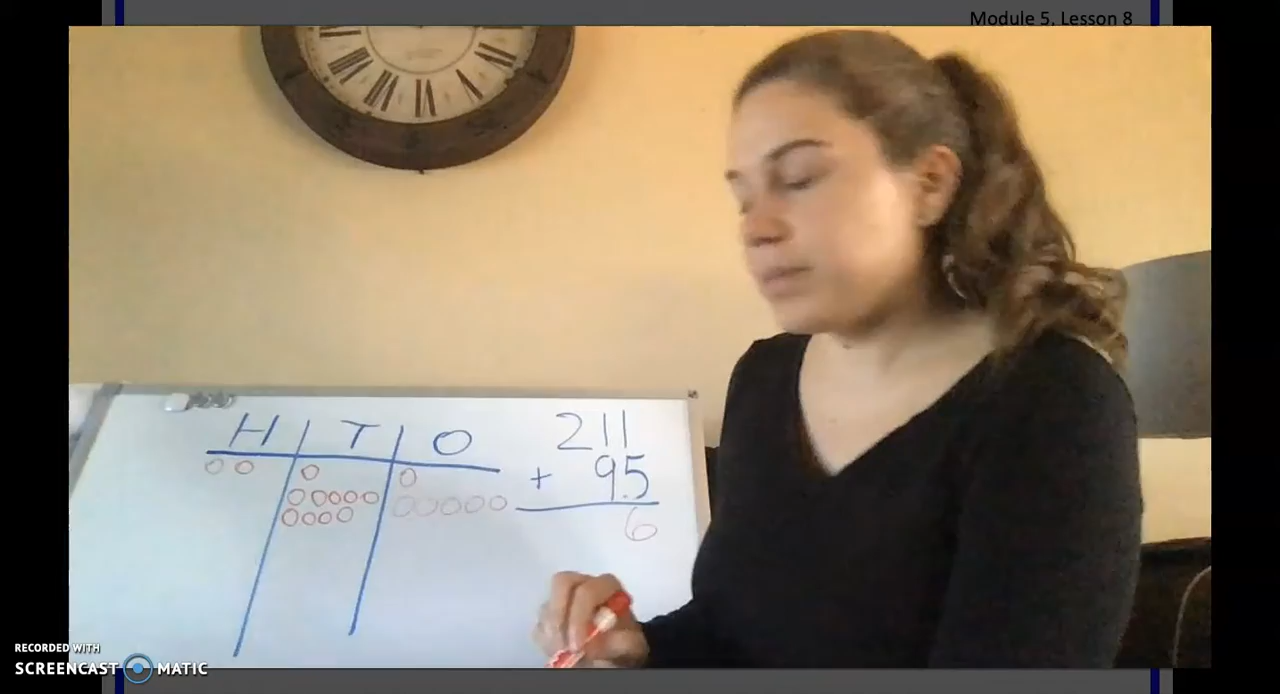 Module 5, Lesson 8
H T O
211
+ 95
6
RECORDED WITH
SCREENCAST MATIC